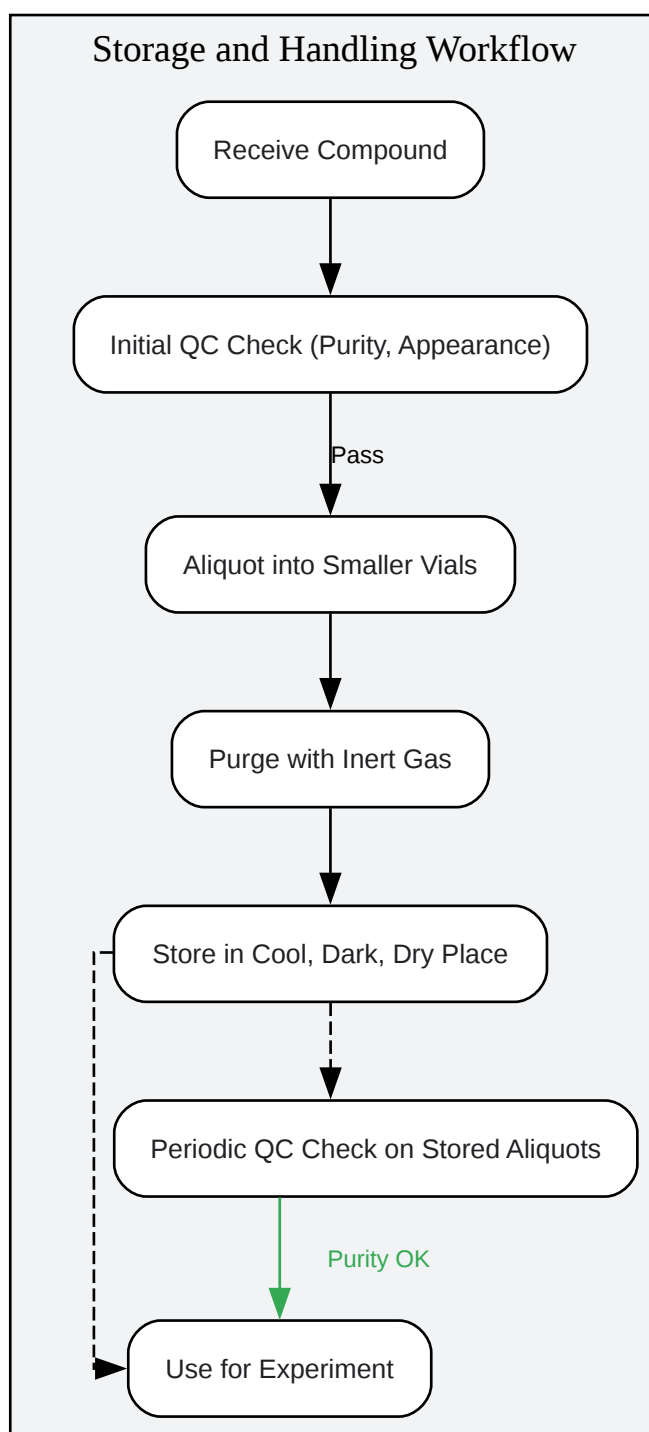 Storage and Handling Workflow
Receive Compound
Initial QC Check (Purity, Appearance)
Pass
Aliquot into Smaller Vials
Purge with Inert Gas
Store in Cool, Dark, Dry Place
Periodic QC Check on Stored Aliquots
Purity OK
Use for Experiment